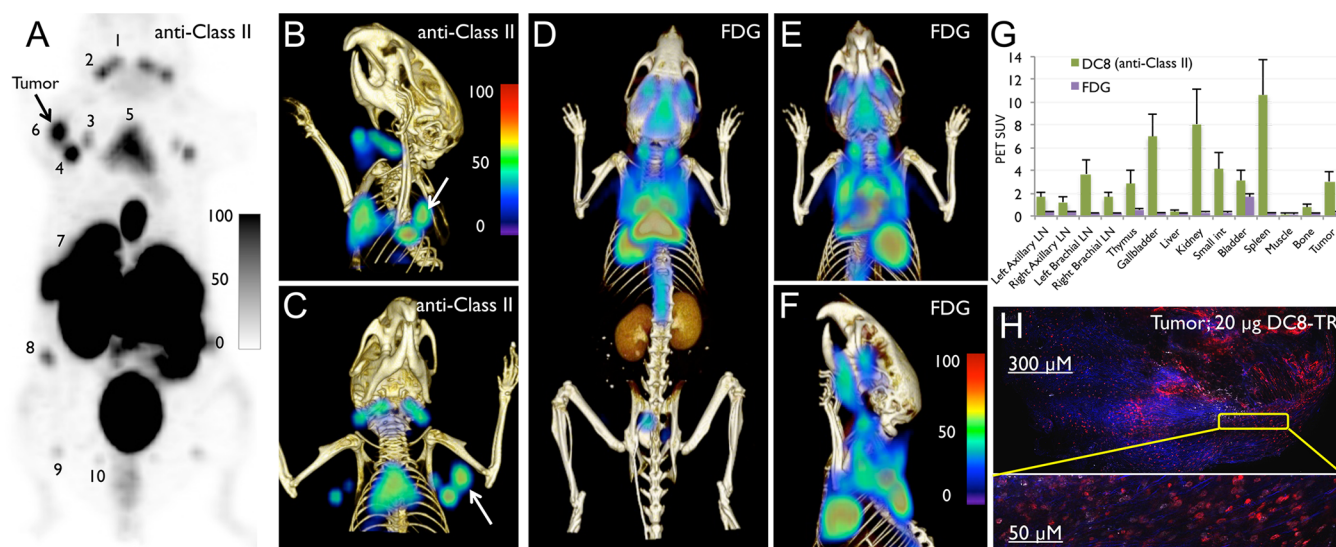 A
anti-Class II
1
2
Tumor
3
5
6
4
7
8
9
10
100
50
0
B
anti-Class II
100
50
0
C
anti-Class II
D
FDG
E
FDG
F
FDG
100
50
0
G
DC8 (anti-Class II)
FDG
PET SUV
14
12
10
8
6
4
2
0
Left Axillary LN
Right Axillary LN
Left Brachial LN
Right Brachial LN
Thymus
Gallbladder
Liver
Kidney
Small int
Bladder
Spleen
Muscle
Bone
Tumor
H
Tumor; 20 µg DC8-TR
300 µM
50 µM